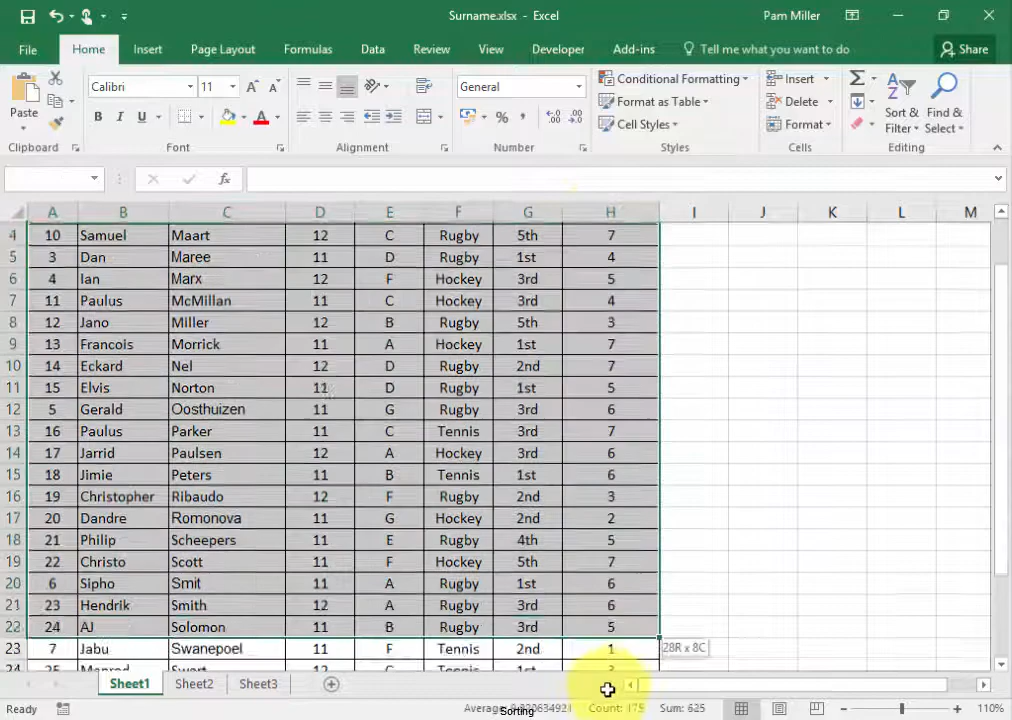 Surname.xlsx - Excel Pam Miller
File Home Insert Page Layout Formulas Data Review View Developer Add-ins Tell me what you want to do Share
Paste Calibri 11 A A General Conditional Formatting Insert Σ
B I U A % , .00 Format as Table Delete Sort & Find &
Cell Styles Format Filter Select
Clipboard Font Alignment Number Styles Cells Editing
fx
A B C D E F G H I J K L M
4 10 Samuel Maart 12 C Rugby 5th 7
5 3 Dan Maree 11 D Rugby 1st 4
6 4 Ian Marx 12 F Hockey 3rd 5
7 11 Paulus McMillan 11 C Hockey 3rd 4
8 12 Jano Miller 12 B Rugby 5th 3
9 13 Francois Morrick 11 A Hockey 3rd 7
10 14 Eckard Nel 12 D Rugby 2nd 7
11 15 Elvis Norton 11 D Rugby 1st 5
12 5 Gerald Oosthuizen 11 G Rugby 3rd 6
13 16 Paulus Parker 11 C Tennis 3rd 7
14 17 Jarrid Paulsen 12 A Hockey 3rd 6
15 18 Jimie Peters 11 B Tennis 1st 6
16 19 Christopher Ribaudo 12 F Rugby 2nd 3
17 20 Dandre Romonova 11 G Hockey 2nd 2
18 21 Philip Scheepers 11 E Rugby 4th 5
19 22 Christo Scott 11 F Hockey 5th 7
20 6 Sipho Smit 11 A Rugby 1st 6
21 23 Hendrik Smith 12 A Rugby 3rd 6
22 24 AJ Solomon 11 B Rugby 3rd 5
23 7 Jabu Swanepoel 11 F Tennis 2nd 1 28R x 8C
Sheet1 Sheet2 Sheet3
Ready Average: Count: 175 Sum: 625 110%
Sorting